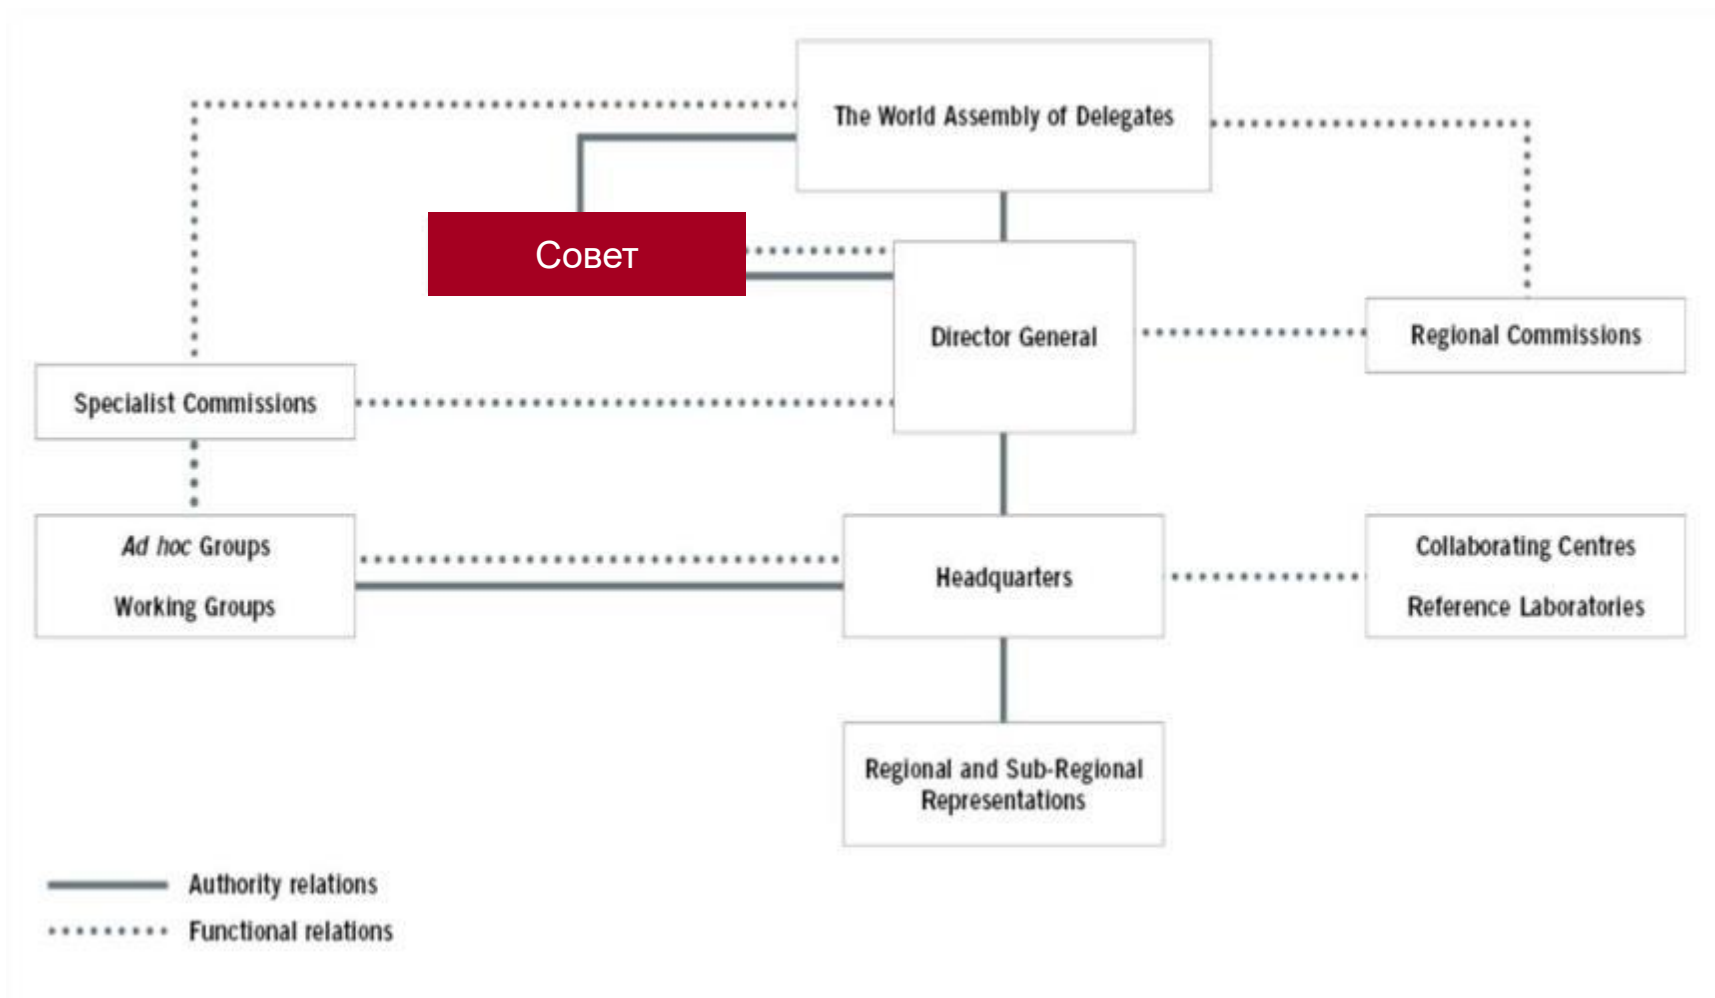 The World Assembly of Delegates
Совет
Director General
Regional Commissions
Specialist Commissions
Ad hoc Groups
Working Groups
Headquarters
Collaborating Centres
Reference Laboratories
Regional and Sub-Regional
Representations
Authority relations
Functional relations